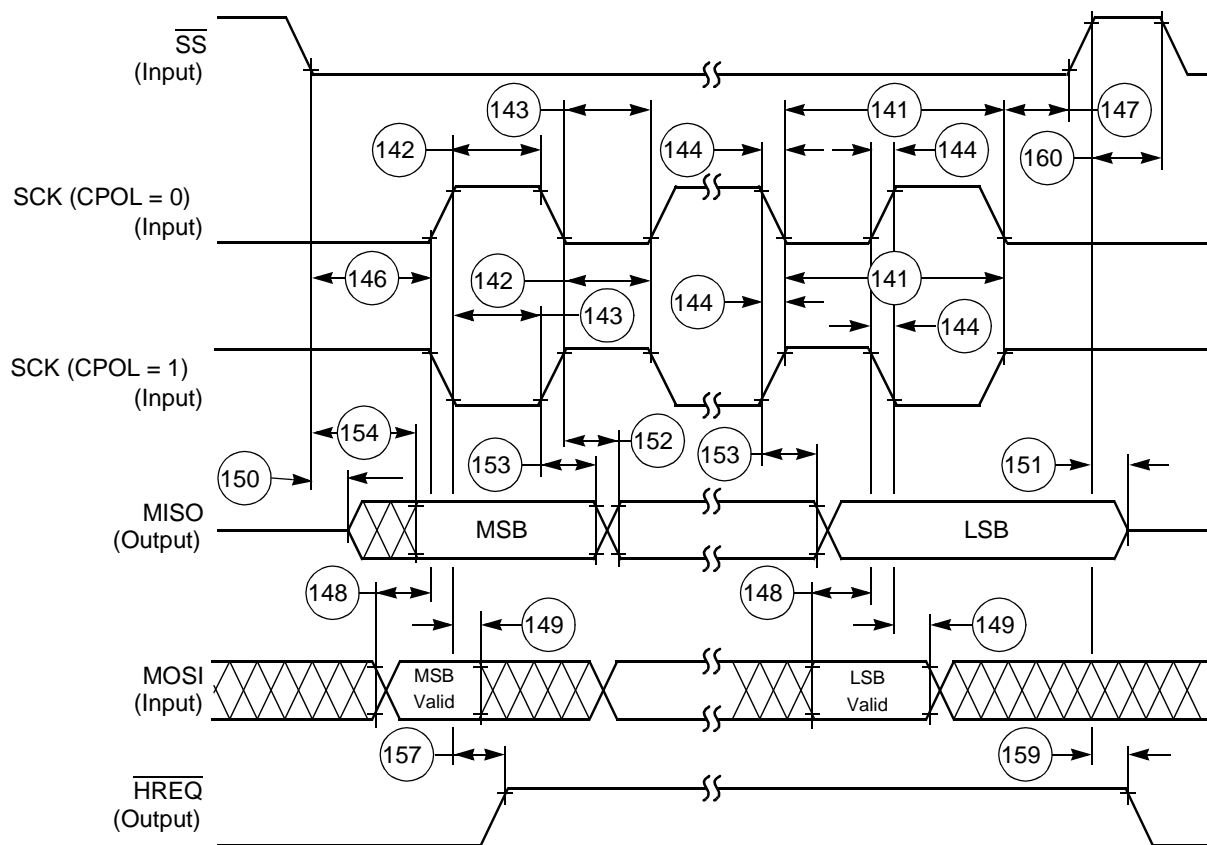 SS
(Input)
143
141
147
142
144
144
160
SCK (CPOL = 0)
(Input)
146
142
141
143
144
144
SCK (CPOL = 1)
(Input)
154
152
153
153
150
151
MISO
(Output)
MSB
LSB
148
148
149
149
MOSI
(Input)
MSB
Valid
LSB
Valid
157
159
HREQ
(Output)